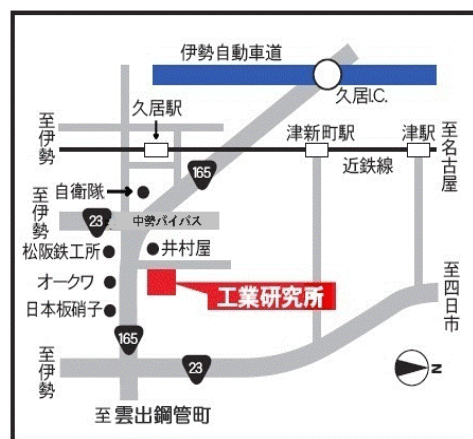 伊勢自動車道
久居I.C.
至伊勢
久居駅
津新町駅
津駅
至名古屋
近鉄線
165
自衛隊
至伊勢
23
中勢バイパス
松阪鉄工所
井村屋
オークワ
工業研究所
日本板硝子
至四日市
165
至伊勢
23
N
至雲出鋼管町